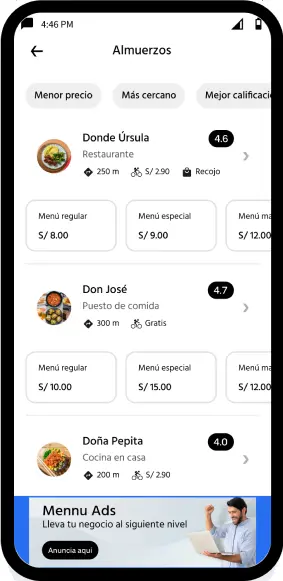 4:46 PM
Almuerzos
Menor precio
Más cercano
Mejor calificació
Donde Úrsula
4.6
Restaurante
250 m
S/ 2.90
Recojo
Menú regular
Menú especial
Menú ma
S/ 8.00
S/ 9.00
S/ 12.00
Don José
4.7
Puesto de comida
300 m
Gratis
Menú regular
Menú especial
Menú ma
S/ 10.00
S/ 15.00
S/ 12.00
Doña Pepita
4.0
Cocina en casa
200 m
S/ 2.90
Mennu Ads
Lleva tu negocio al siguiente nivel
Anuncia aquí